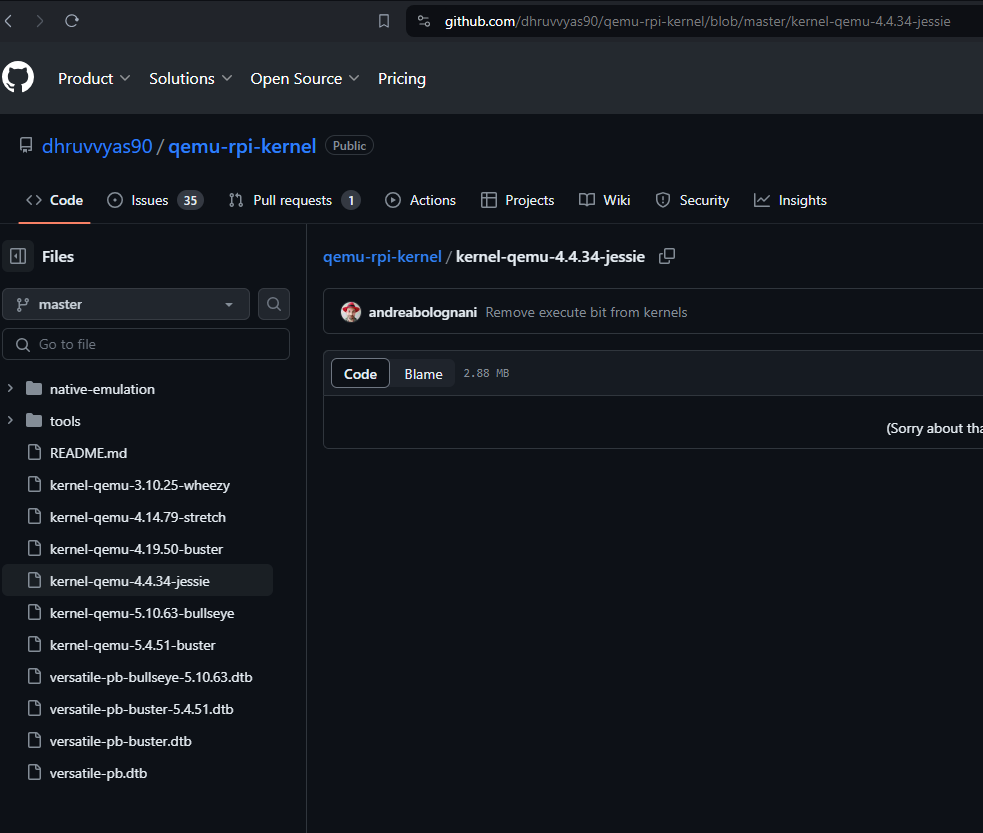 github.com/dhruvvyas90/qemu-rpi-kernel/blob/master/kernel-qemu-4.4.34-jessie
Product Solutions Open Source Pricing
dhruvvyas90 / qemu-rpi-kernel Public
Code Issues 35 Pull requests 1 Actions Projects Wiki Security Insights
Files
master
Go to file
native-emulation
tools
README.md
kernel-qemu-3.10.25-wheezy
kernel-qemu-4.14.79-stretch
kernel-qemu-4.19.50-buster
kernel-qemu-4.4.34-jessie
kernel-qemu-5.10.63-bullseye
kernel-qemu-5.4.51-buster
versatile-pb-bullseye-5.10.63.dtb
versatile-pb-buster-5.4.51.dtb
versatile-pb-buster.dtb
versatile-pb.dtb
qemu-rpi-kernel / kernel-qemu-4.4.34-jessie
andreabolognani Remove execute bit from kernels
Code Blame 2.88 MB
(Sorry about tha